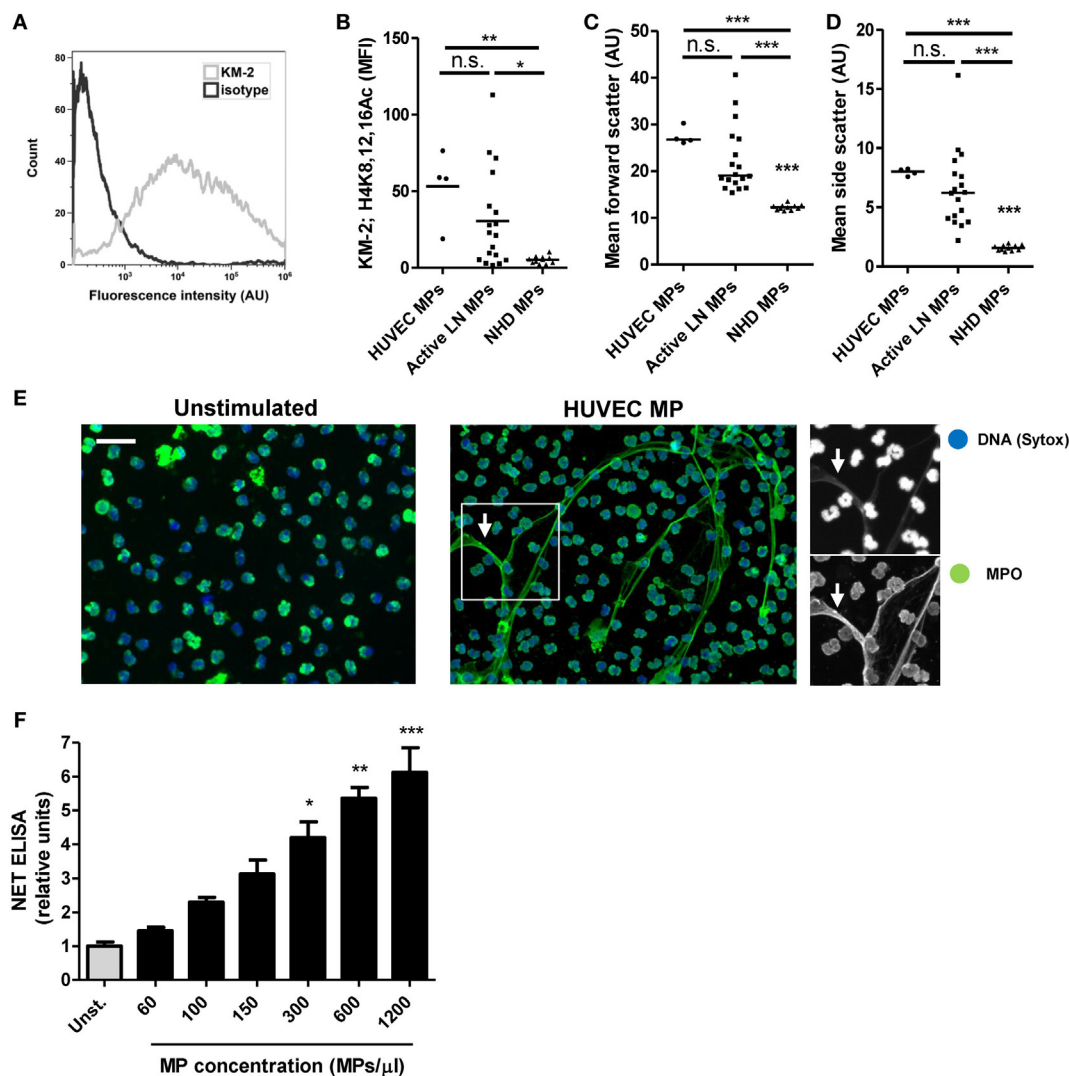 A
80
60
40
20
0
Count
KM-2
isotype
10³
10⁴
10⁵
10⁶
Fluorescence intensity (AU)
B
KM-2; H4K8,12,16Ac (MFI)
150
100
50
0
**
n.s.
*
HUVEC MPs
Active LN MPs
NHD MPs
C
Mean forward scatter (AU)
50
40
30
20
10
0
***
n.s.
***
***
HUVEC MPs
Active LN MPs
NHD MPs
D
Mean side scatter (AU)
20
15
10
5
0
***
n.s.
***
***
HUVEC MPs
Active LN MPs
NHD MPs
E
Unstimulated
HUVEC MP
DNA (Sytox)
MPO
F
NET ELISA
(relative units)
7
6
5
4
3
2
1
0
*
**
***
Unst.
60
100
150
300
600
1200
MP concentration (MPs/µl)